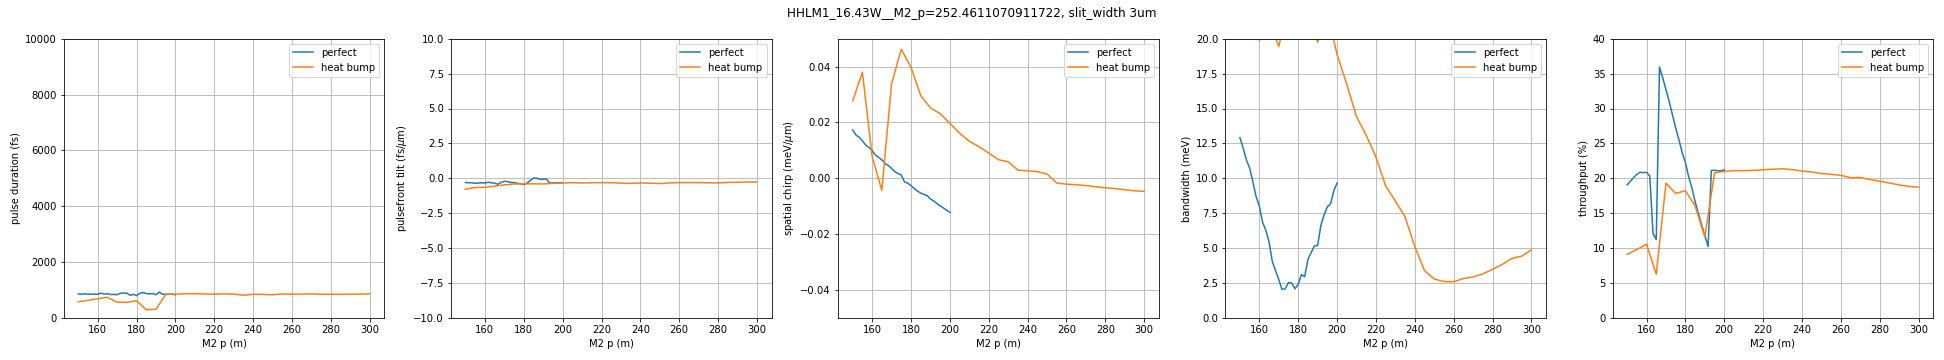 HHLM1_16.43W__M2_p=252.4611070911722, slit_width 3um
pulse duration (fs)
10000
8000
6000
4000
2000
0
160 180 200 220 240 260 280 300
M2 p (m)
perfect
heat bump
pulsefront tilt (fs/μm)
10.0
7.5
5.0
2.5
0.0
−2.5
−5.0
−7.5
−10.0
160 180 200 220 240 260 280 300
M2 p (m)
perfect
heat bump
spatial chirp (meV/μm)
0.04
0.02
0.00
−0.02
−0.04
160 180 200 220 240 260 280 300
M2 p (m)
perfect
heat bump
bandwidth (meV)
20.0
17.5
15.0
12.5
10.0
7.5
5.0
2.5
0.0
160 180 200 220 240 260 280 300
M2 p (m)
perfect
heat bump
throughput (%)
40
35
30
25
20
15
10
5
0
160 180 200 220 240 260 280 300
M2 p (m)
perfect
heat bump